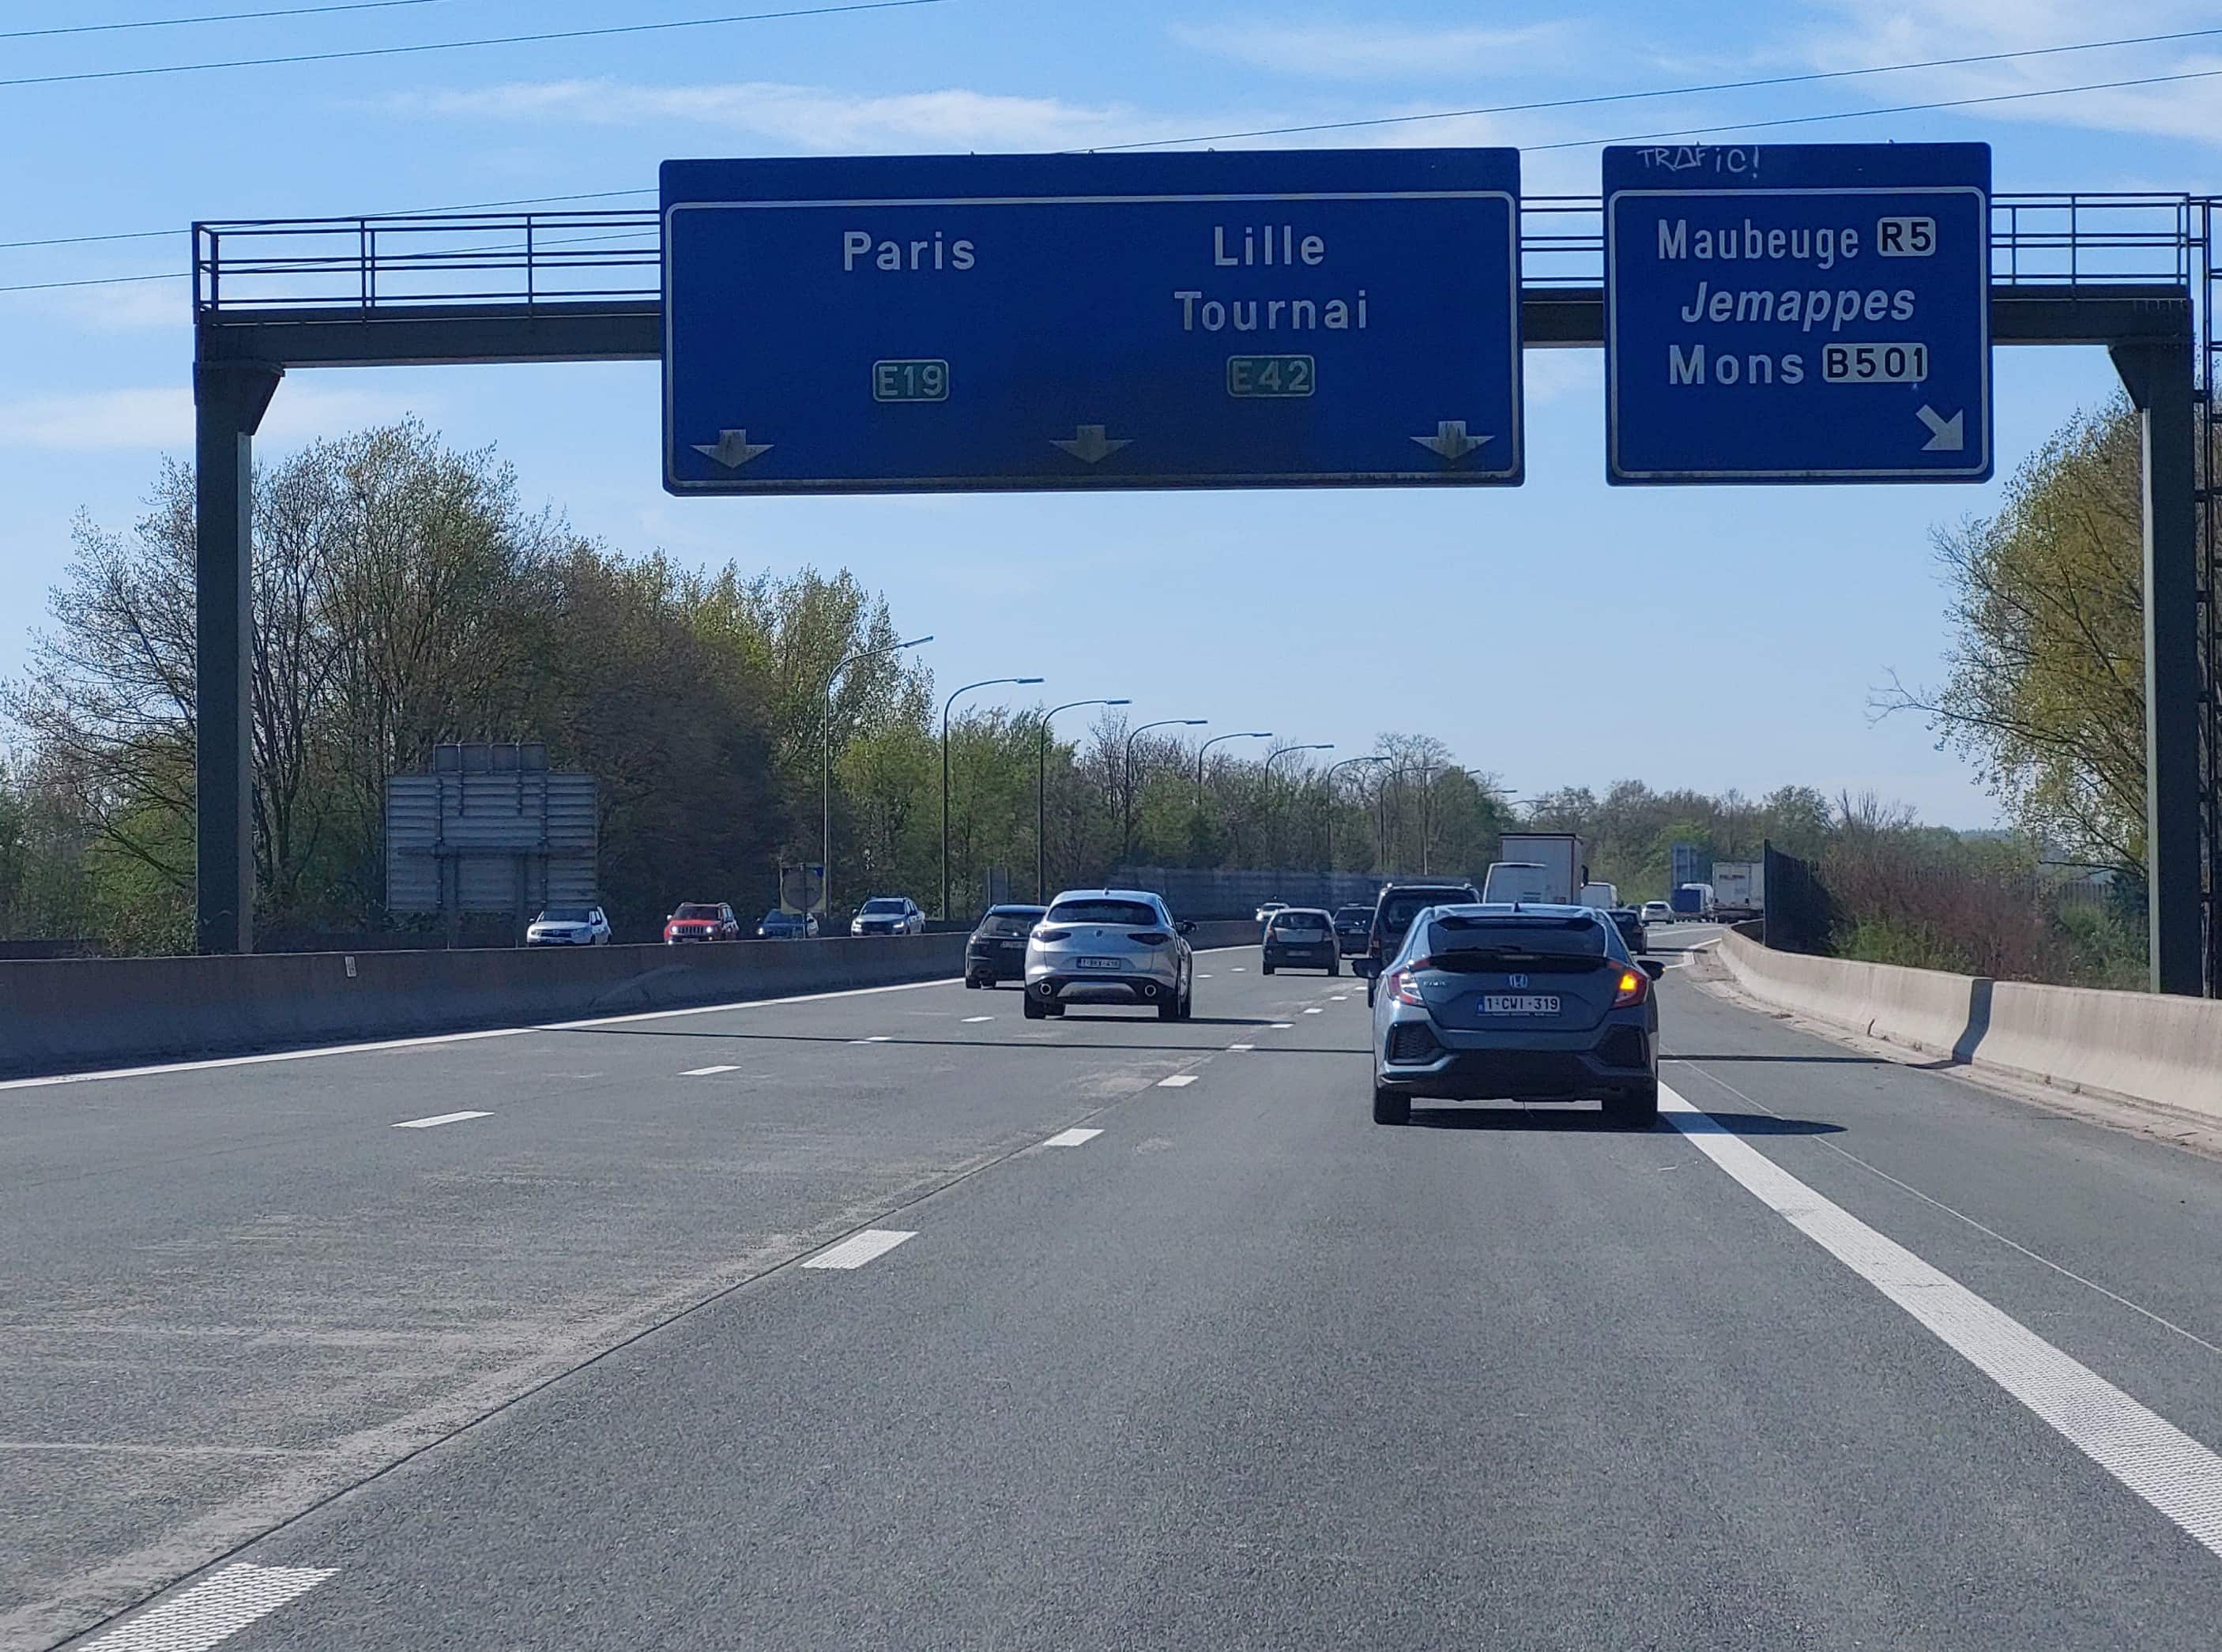 TRAFiC!
Paris
Lille
Tournai
E19
E42
Maubeuge R5
Jemappes
Mons B501
1-CWI-319